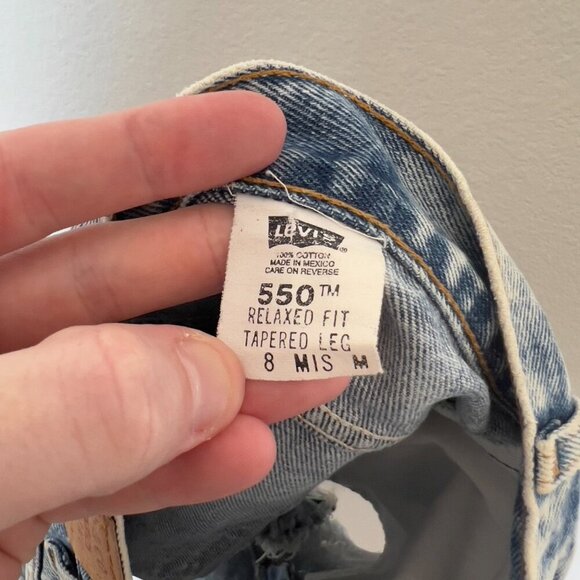 LEVI'S ®
100% COTTON
MADE IN MEXICO
CARE ON REVERSE
550™
RELAXED FIT
TAPERED LEG
8 MIS M